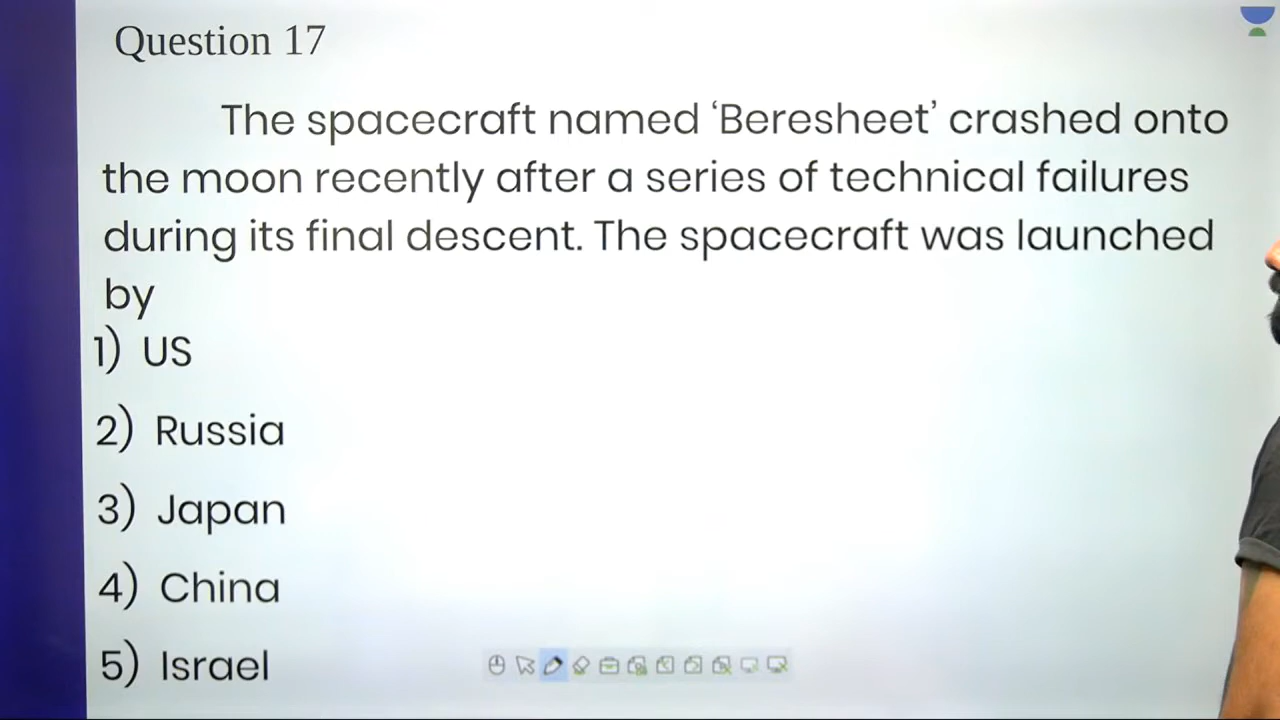 Question 17
The spacecraft named ‘Beresheet’ crashed onto
the moon recently after a series of technical failures
during its final descent. The spacecraft was launched
by
1) US
2) Russia
3) Japan
4) China
5) Israel